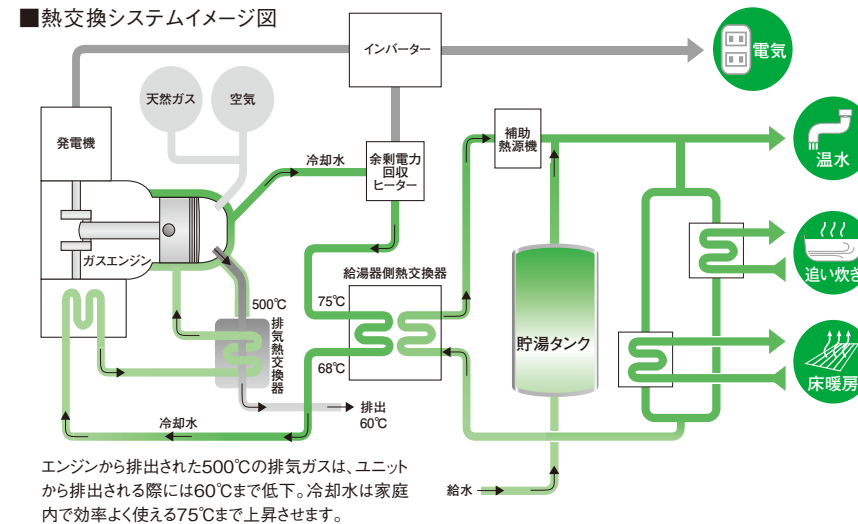 ■熱交換システムイメージ図
インバーター
電気
天然ガス
空気
発電機
冷却水
余剰電力
回収
ヒーター
補助
熱源機
温水
ガスエンジン
給湯器側熱交換器
追い炊き
500℃
75℃
排気熱交換器
貯湯タンク
68℃
床暖房
排出
60℃
冷却水
給水
エンジンから排出された500℃の排気ガスは、ユニット
から排出される際には60℃まで低下。冷却水は家庭
内で効率よく使える75℃まで上昇させます。